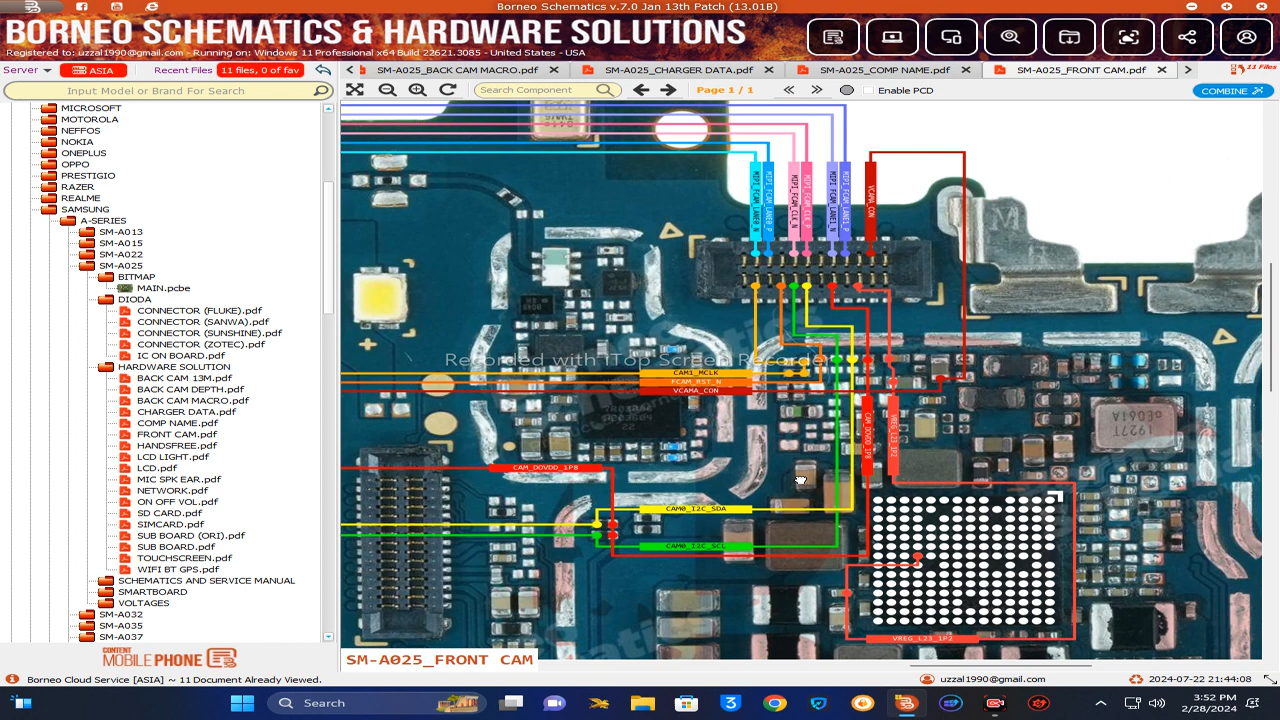 Borneo Schematics v.7.0 Jan 13th Patch (13.01B)
BORNEO SCHEMATICS & HARDWARE SOLUTIONS
Registered to: uzzal1990@gmail.com - Running on: Windows 11 Professional x64 Build 22621.3085 - United States - USA
Server
ASIA
Recent Files
11 files, 0 of fav
SM-A025_BACK CAM MACRO.pdf
SM-A025_CHARGER DATA.pdf
SM-A025_COMP NAME.pdf
SM-A025_FRONT CAM.pdf
11 Files
Input Model or Brand For Search
Search Component
Page 1 / 1
Enable PCD
COMBINE
MICROSOFT
MOTOROLA
NEFFOS
NOKIA
ONEPLUS
OPPO
PRESTIGIO
RAZER
REALME
SAMSUNG
A-SERIES
SM-A013
SM-A015
SM-A022
SM-A025
BITMAP
MAIN.pcbe
DIODA
CONNECTOR (FLUKE).pdf
CONNECTOR (SANWA).pdf
CONNECTOR (SUNSHINE).pdf
CONNECTOR (ZOTEC).pdf
IC ON BOARD.pdf
HARDWARE SOLUTION
BACK CAM 13M.pdf
BACK CAM DEPTH.pdf
BACK CAM MACRO.pdf
CHARGER DATA.pdf
COMP NAME.pdf
FRONT CAM.pdf
HANDSFREE.pdf
LCD LIGHT.pdf
LCD.pdf
MIC SPK EAR.pdf
NETWORK.pdf
ON OFF VOL.pdf
SD CARD.pdf
SIMCARD.pdf
SUB BOARD (ORI).pdf
SUB BOARD.pdf
TOUCHSCREEN.pdf
WIFI BT GPS.pdf
SCHEMATICS AND SERVICE MANUAL
SMARTBOARD
VOLTAGES
SM-A032
SM-A035
SM-A037
MIPI_FCAM_LANE0_N
MIPI_FCAM_LANE0_P
MIPI_FCAM_CLK_N
MIPI_FCAM_CLK_P
MIPI_FCAM_LANE1_N
MIPI_FCAM_LANE1_P
VCAMA_CON
Recorded with iTop Screen Recorder
CAM1_MCLK
FCAM_RST_N
VCAMA_CON
CAM_DOVDD_1P8
VREG_L23_1P2
CAM_DOVDD_1P8
CAM0_I2C_SDA
CAM0_I2C_SCL
VREG_L23_1P2
SM-A025_FRONT CAM
CONTENT
MOBILE PHONE
Borneo Cloud Service [ASIA] ~ 11 Document Already Viewed.
uzzal1990@gmail.com
2024-07-22 21:44:08
Search
3:52 PM
2/28/2024